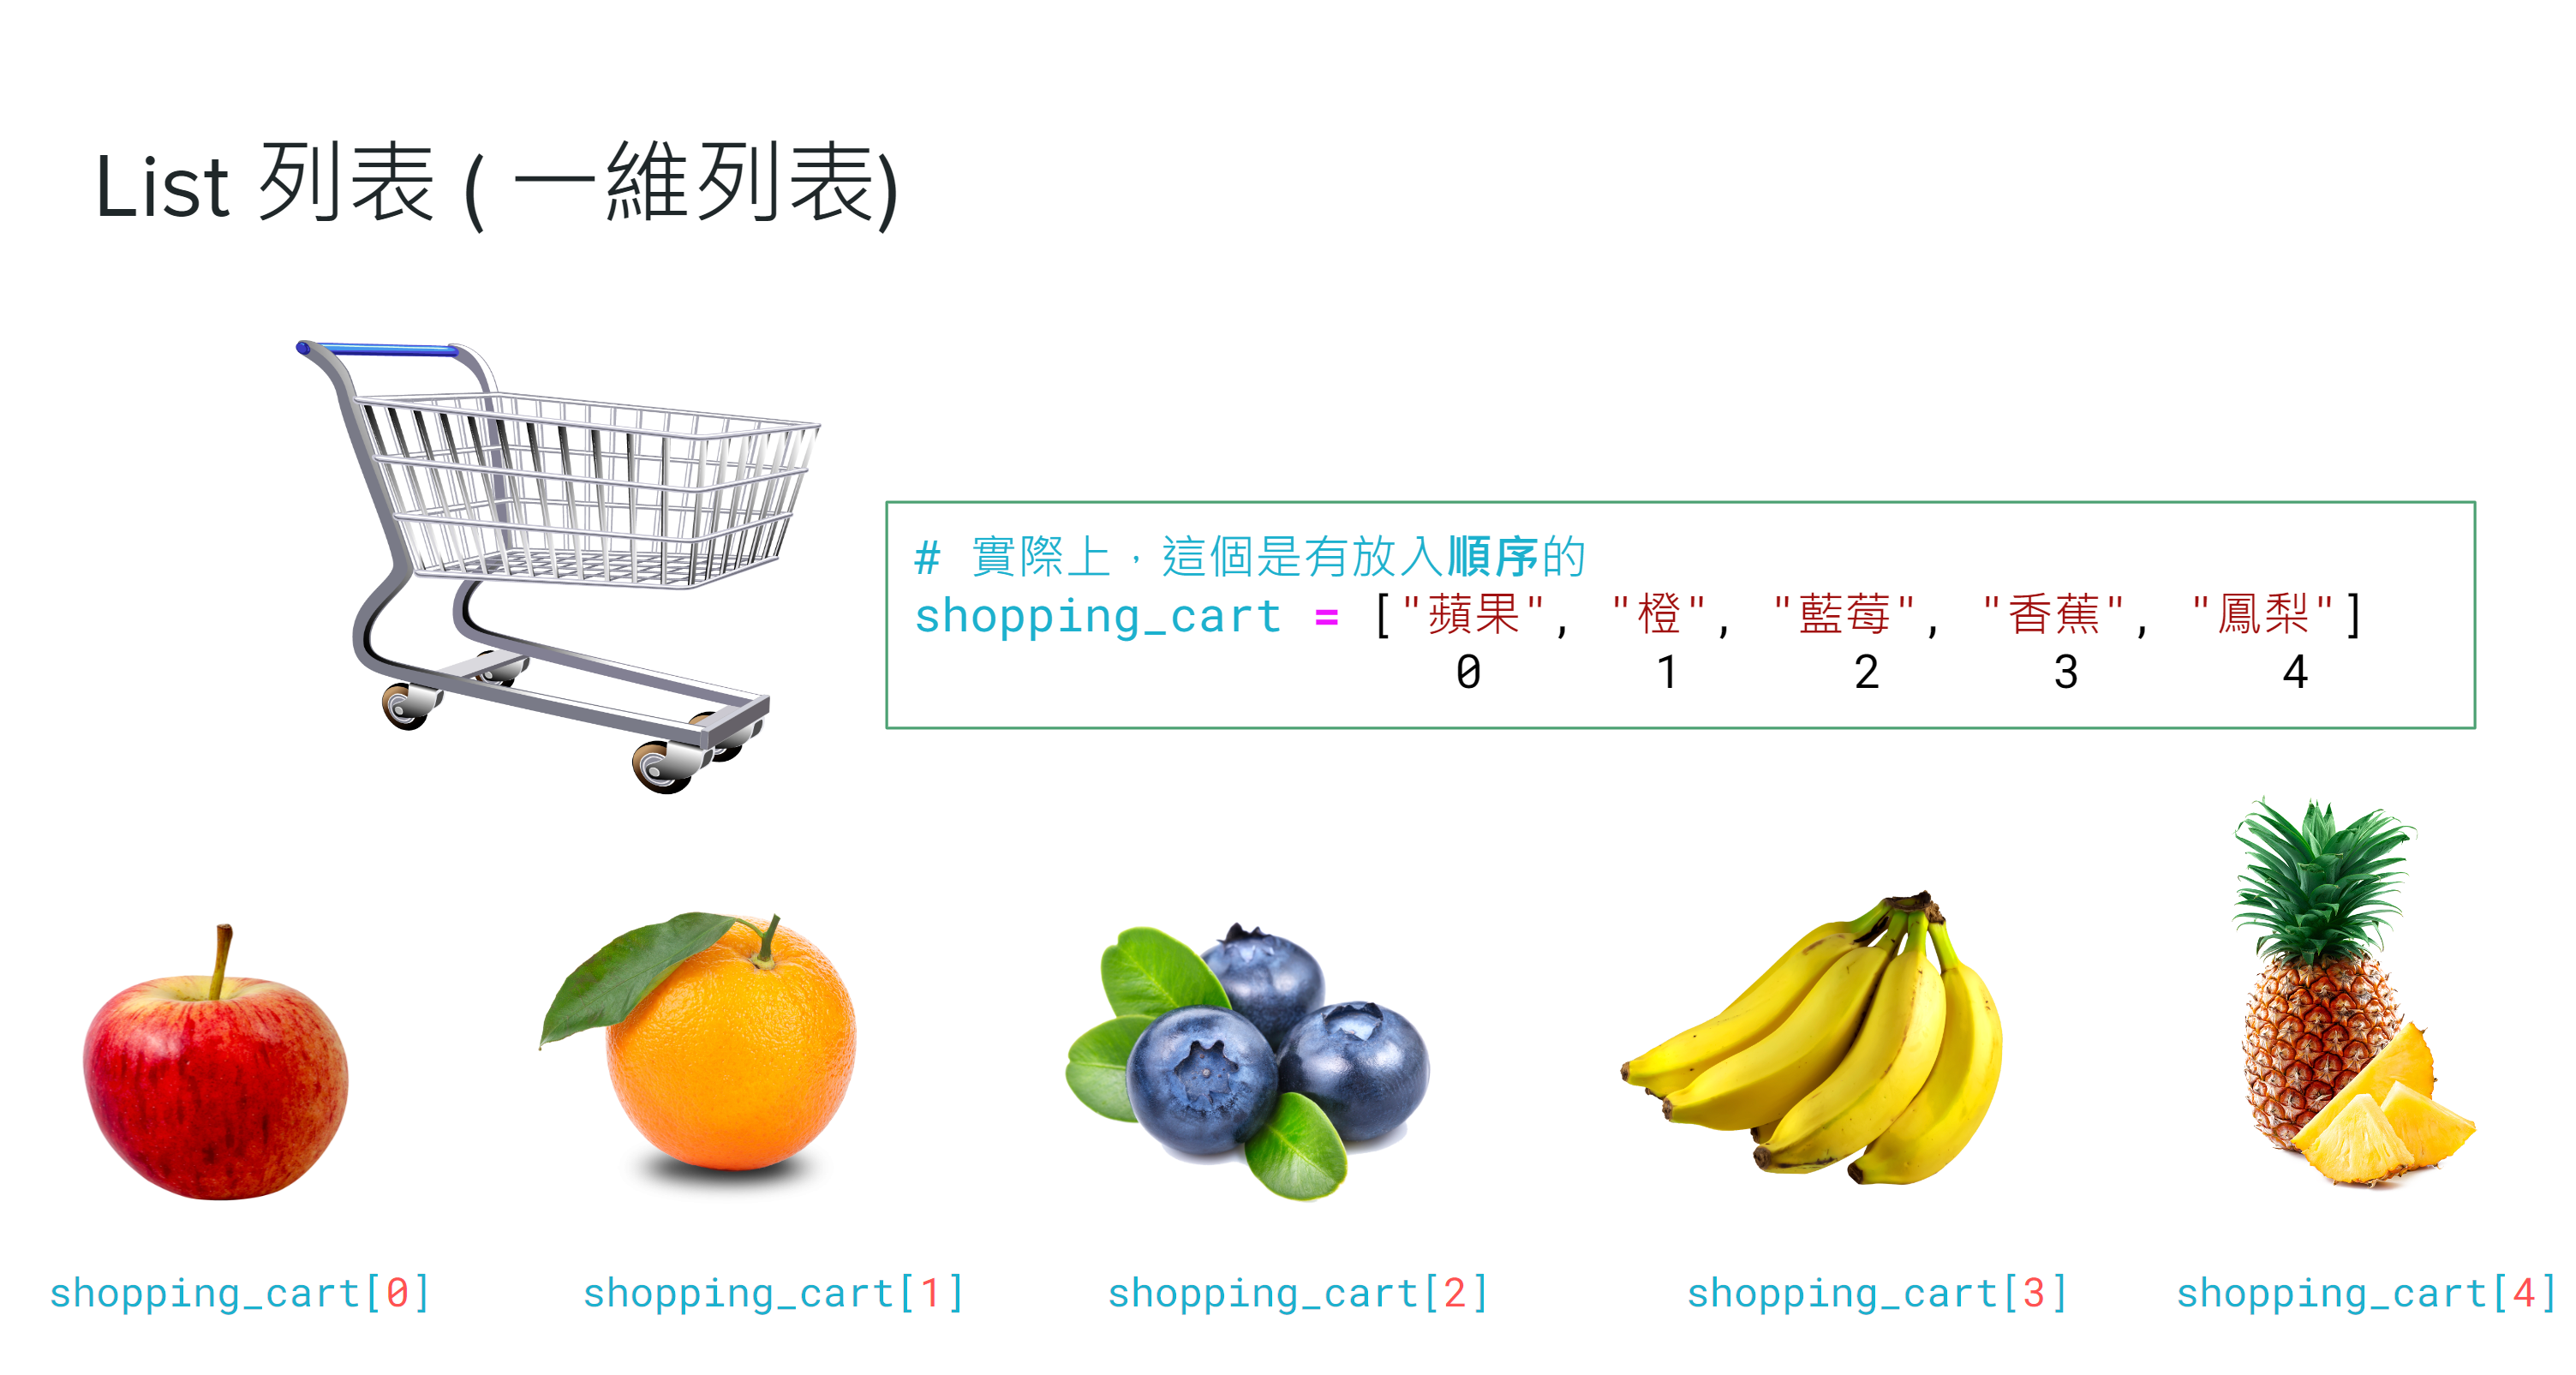 List 列表 ( 一維列表)
# 實際上，這個是有放入順序的
shopping_cart = ["蘋果", "橙", "藍莓", "香蕉", "鳳梨"]
0 1 2 3 4
shopping_cart[0] shopping_cart[1] shopping_cart[2] shopping_cart[3] shopping_cart[4]